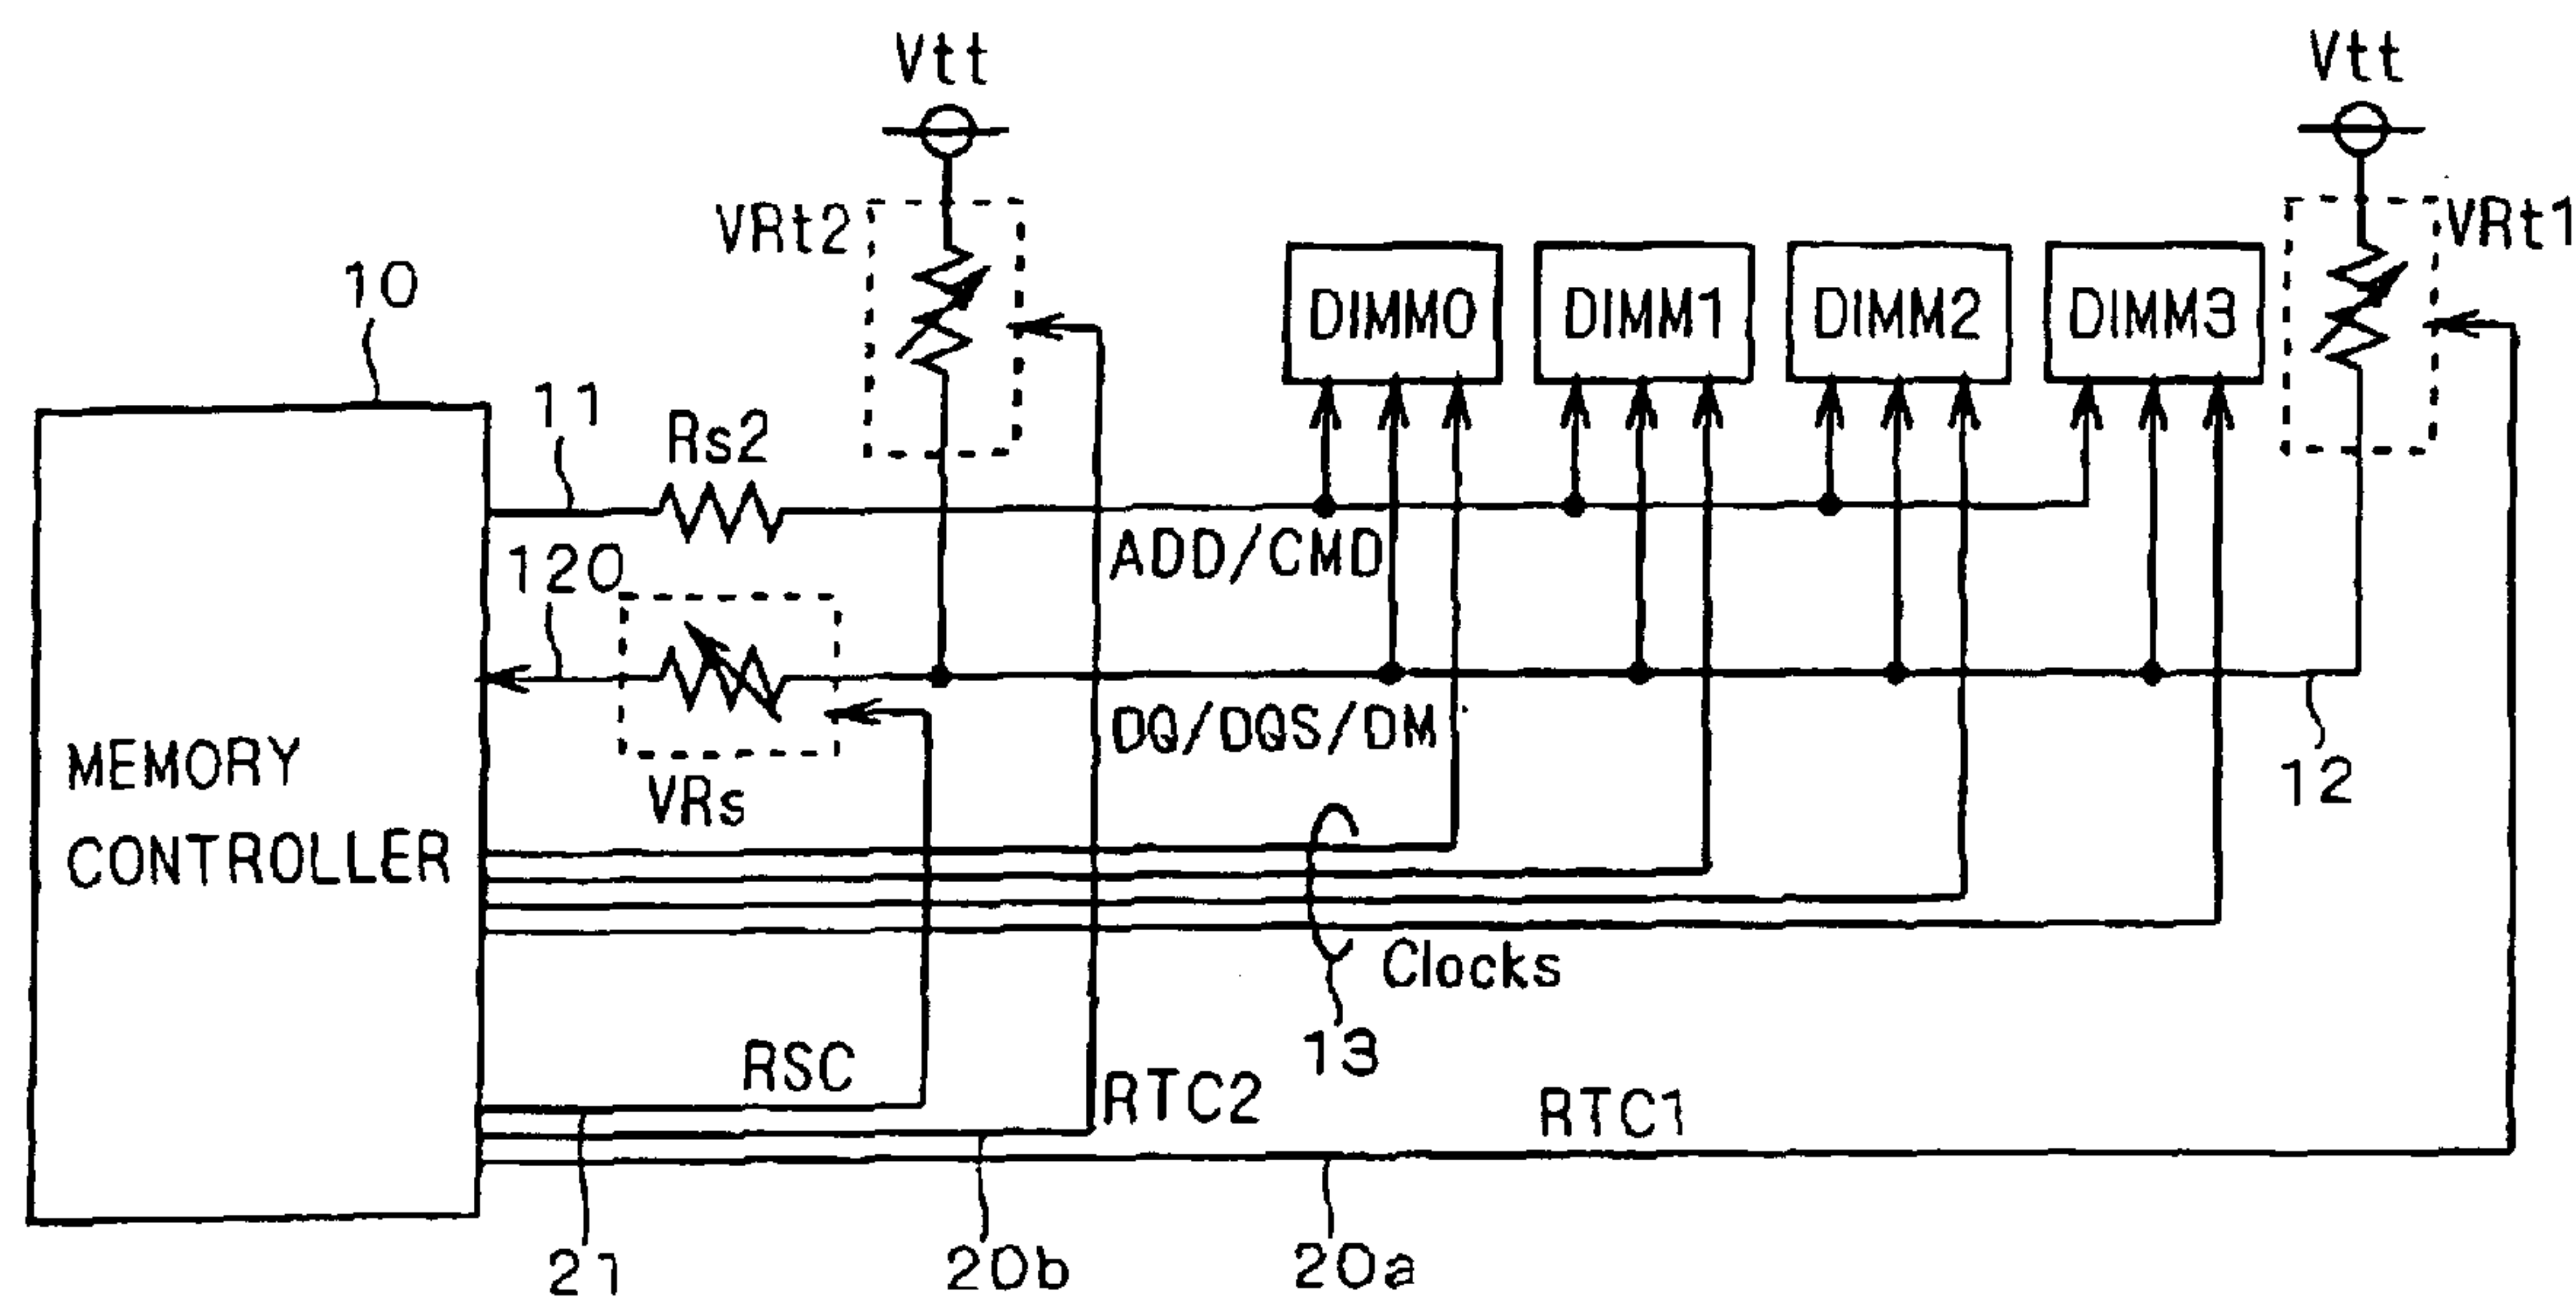 Vtt
Vtt
VRt2
VRt1
10
DIMM0
DIMM1
DIMM2
DIMM3
11
Rs2
120
ADD/CMD
VRs
DQ/DQS/DM
12
MEMORY
CONTROLLER
Clocks
13
RSC
RTC2
RTC1
21
20b
20a